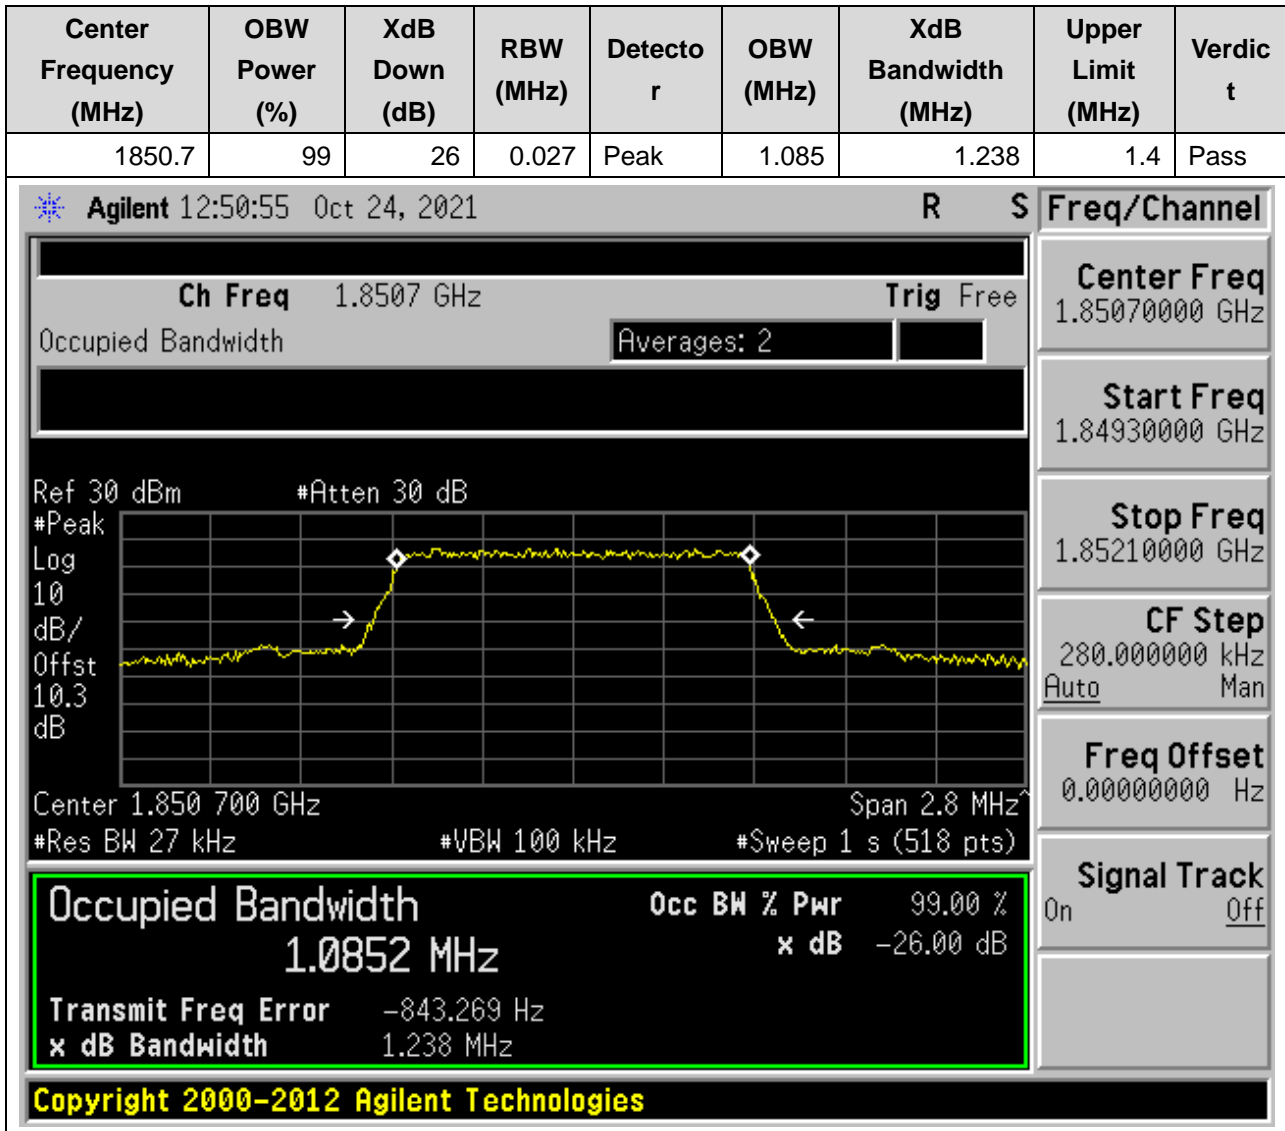 Center Frequency (MHz) OBW Power (%) XdB Down (dB) RBW (MHz) Detector OBW (MHz) XdB Bandwidth (MHz) Upper Limit (MHz) Verdict
1850.7 99 26 0.027 Peak 1.085 1.238 1.4 Pass
Agilent 12:50:55 Oct 24, 2021 R S
Freq/Channel
Ch Freq 1.8507 GHz Trig Free
Occupied Bandwidth Averages: 2
Center Freq
1.85070000 GHz
Start Freq
1.84930000 GHz
Stop Freq
1.85210000 GHz
CF Step
280.000000 kHz
Auto Man
Freq Offset
0.00000000 Hz
Signal Track
On Off
Ref 30 dBm #Atten 30 dB
#Peak
Log
10
dB/
Offst
10.3
dB
Center 1.850 700 GHz Span 2.8 MHz^
#Res BW 27 kHz #VBW 100 kHz #Sweep 1 s (518 pts)
Occupied Bandwidth Occ BW % Pwr 99.00 %
1.0852 MHz x dB -26.00 dB
Transmit Freq Error -843.269 Hz
x dB Bandwidth 1.238 MHz
Copyright 2000-2012 Agilent Technologies